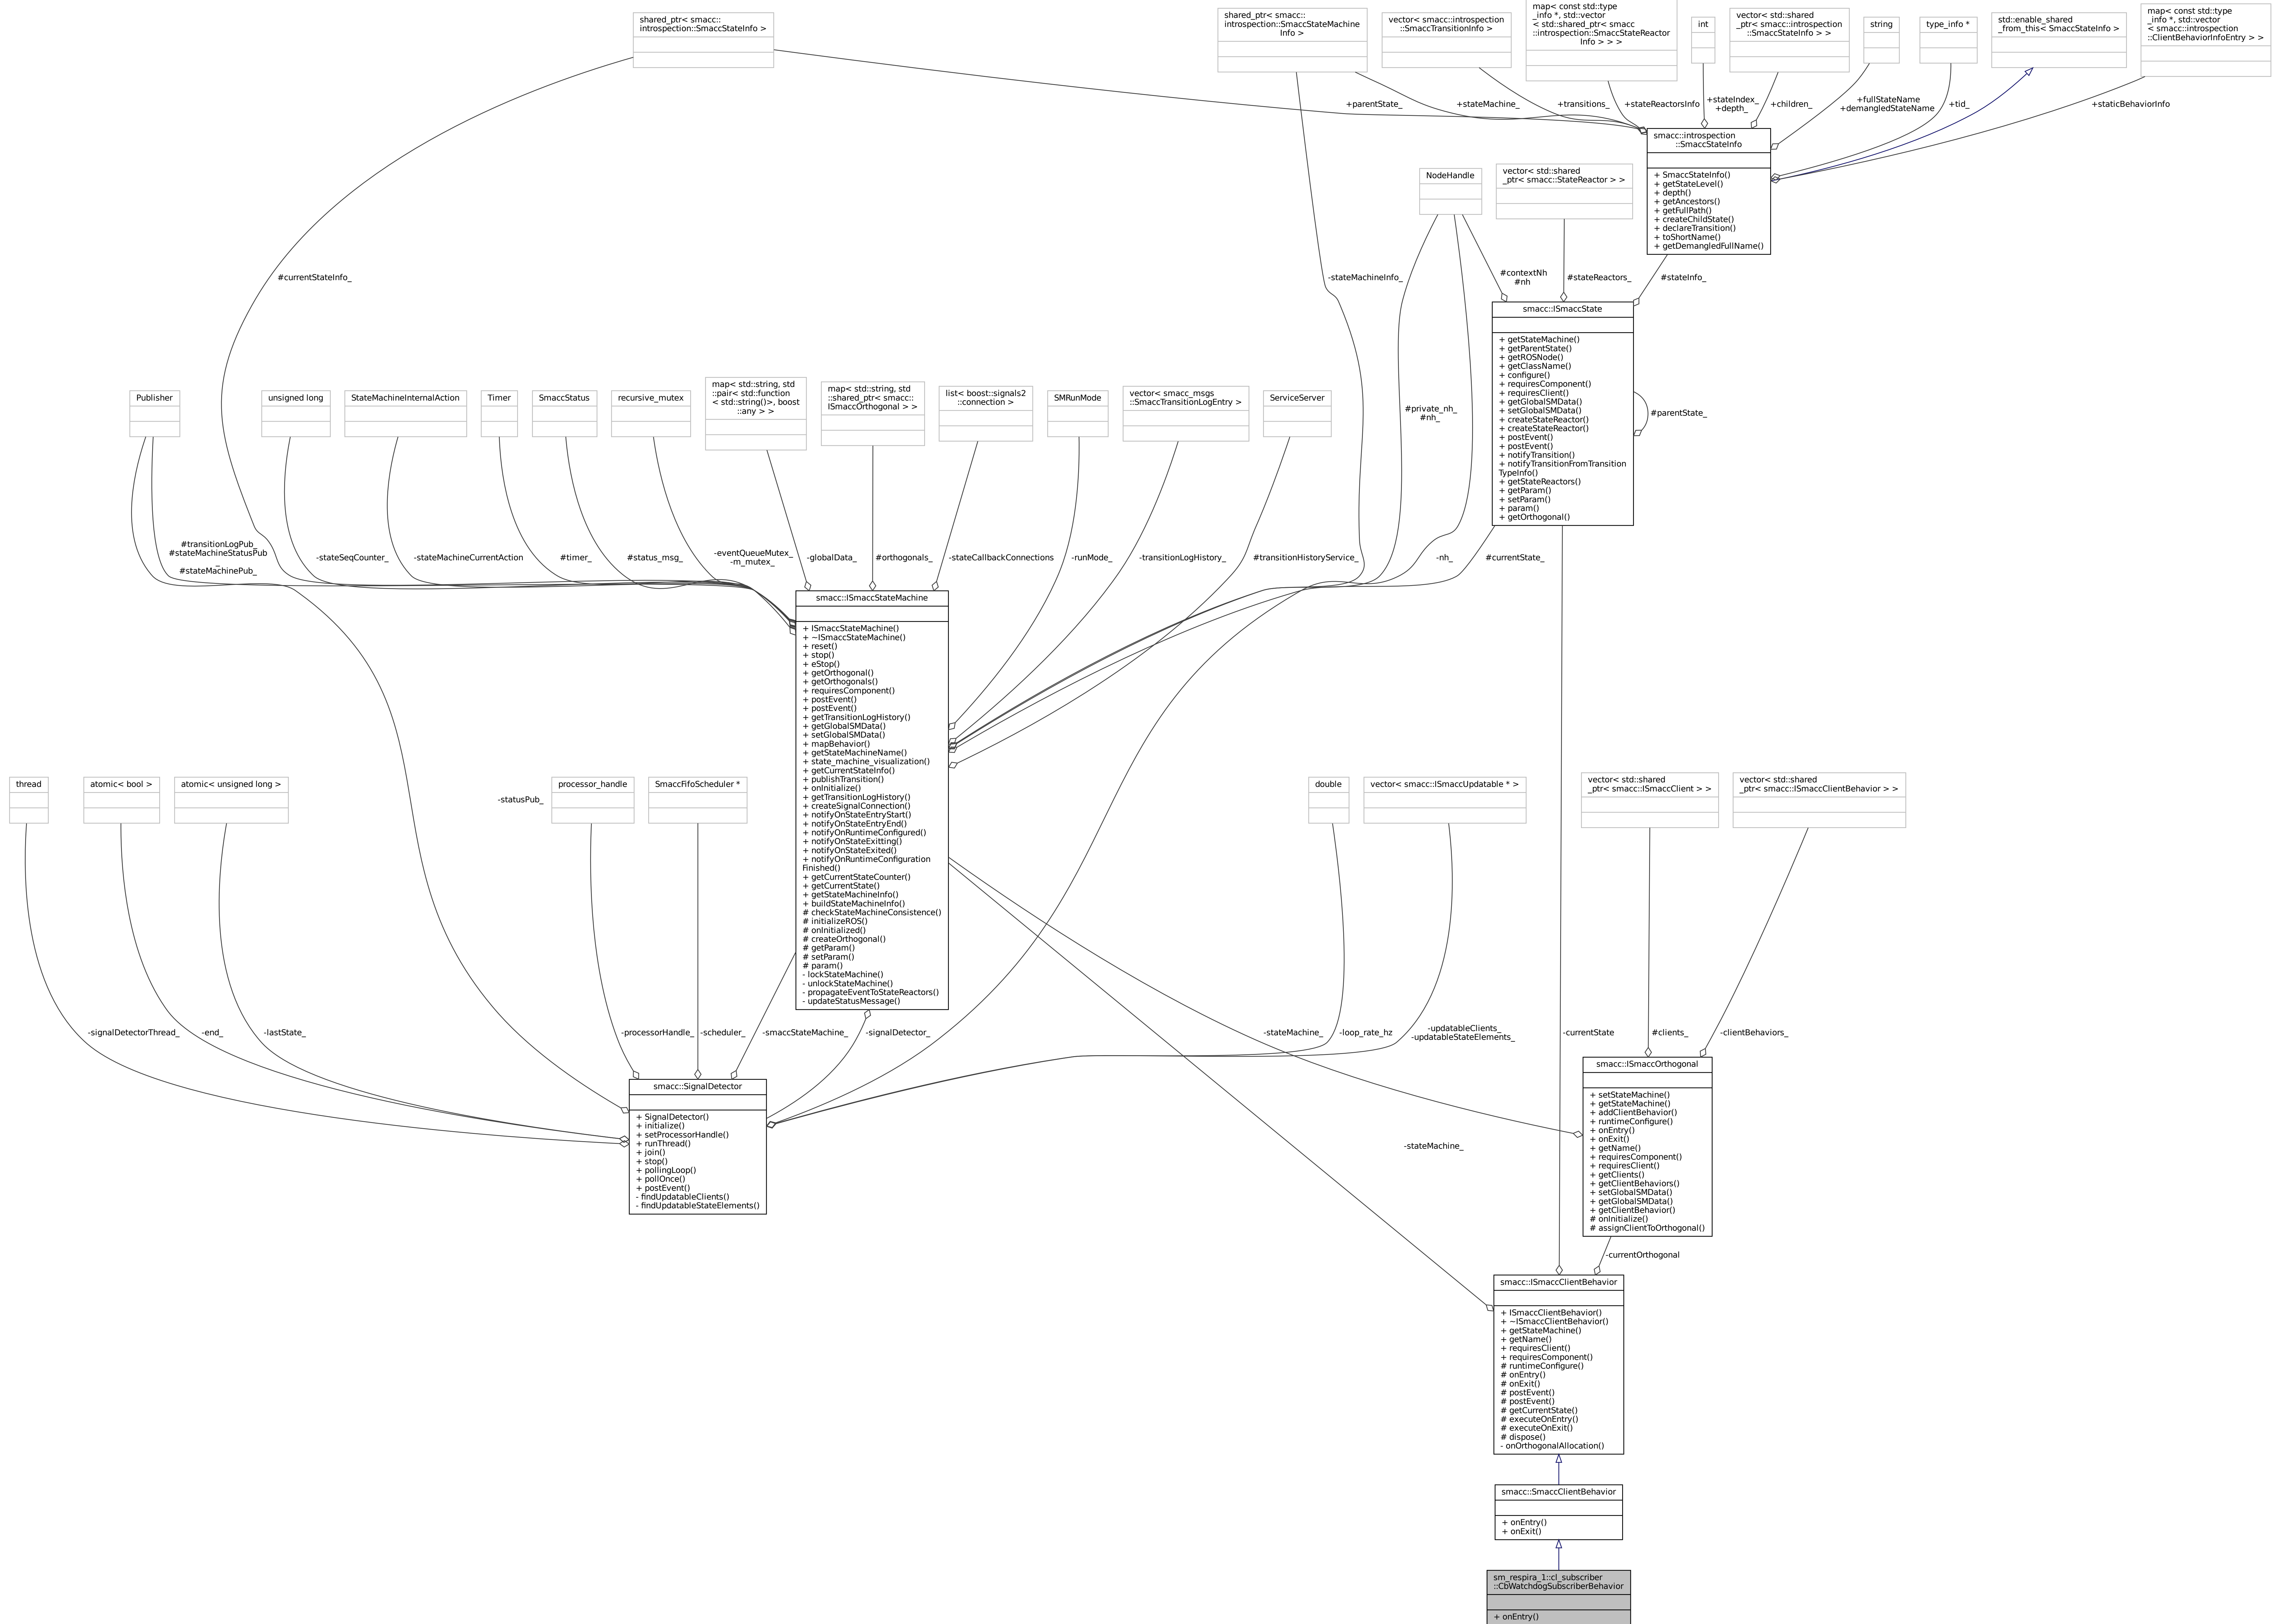 shared_ptr< smacc::
introspection::SmaccStateInfo >
shared_ptr< smacc::
introspection::SmaccStateMachine
Info >
vector< smacc::introspection
::SmaccTransitionInfo >
map< const std::type
_info *, std::vector
< std::shared_ptr< smacc
::introspection::SmaccStateReactor
Info > > >
int
vector< std::shared
_ptr< smacc::introspection
::SmaccStateInfo > >
string
type_info *
std::enable_shared
_from_this< SmaccStateInfo >
map< const std::type
_info *, std::vector
< smacc::introspection
::ClientBehaviorInfoEntry > >
+parentState_
+stateMachine_
+transitions_
+stateReactorsInfo
+stateIndex_
+depth_
+children_
+fullStateName
+demangledStateName
+tid_
+staticBehaviorInfo
smacc::introspection
::SmaccStateInfo
+ SmaccStateInfo()
+ getStateLevel()
+ depth()
+ getAncestors()
+ getFullPath()
+ createChildState()
+ declareTransition()
+ toShortName()
+ getDemangledFullName()
NodeHandle
vector< std::shared
_ptr< smacc::StateReactor > >
#currentStateInfo_
-stateMachineInfo_
#contextNh
#nh
#stateReactors_
#stateInfo_
smacc::ISmaccState
+ getStateMachine()
+ getParentState()
+ getROSNode()
+ getClassName()
+ configure()
+ requiresComponent()
+ requiresClient()
+ getGlobalSMData()
+ setGlobalSMData()
+ createStateReactor()
+ createStateReactor()
+ postEvent()
+ postEvent()
+ notifyTransition()
+ notifyTransitionFromTransition
TypeInfo()
+ getStateReactors()
+ getParam()
+ setParam()
+ param()
+ getOrthogonal()
#parentState_
Publisher
unsigned long
StateMachineInternalAction
Timer
SmaccStatus
recursive_mutex
map< std::string, std
::pair< std::function
< std::string()>, boost
::any > >
map< std::string, std
::shared_ptr< smacc::
ISmaccOrthogonal > >
list< boost::signals2
::connection >
SMRunMode
vector< smacc_msgs
::SmaccTransitionLogEntry >
ServiceServer
#private_nh_
#nh_
#transitionLogPub_
#stateMachineStatusPub
_
#stateMachinePub_
-stateSeqCounter_
-stateMachineCurrentAction
#timer_
#status_msg_
-eventQueueMutex_
-m_mutex_
-globalData_
#orthogonals_
-stateCallbackConnections
-runMode_
-transitionLogHistory_
#transitionHistoryService_
-nh_
#currentState_
smacc::ISmaccStateMachine
+ ISmaccStateMachine()
+ ~ISmaccStateMachine()
+ reset()
+ stop()
+ eStop()
+ getOrthogonal()
+ getOrthogonals()
+ requiresComponent()
+ postEvent()
+ postEvent()
+ getTransitionLogHistory()
+ getGlobalSMData()
+ setGlobalSMData()
+ mapBehavior()
+ getStateMachineName()
+ state_machine_visualization()
+ getCurrentStateInfo()
+ publishTransition()
+ onInitialize()
+ getTransitionLogHistory()
+ createSignalConnection()
+ notifyOnStateEntryStart()
+ notifyOnStateEntryEnd()
+ notifyOnRuntimeConfigured()
+ notifyOnStateExitting()
+ notifyOnStateExited()
+ notifyOnRuntimeConfiguration
Finished()
+ getCurrentStateCounter()
+ getCurrentState()
+ getStateMachineInfo()
+ buildStateMachineInfo()
# checkStateMachineConsistence()
# initializeROS()
# onInitialized()
# createOrthogonal()
# getParam()
# setParam()
# param()
- lockStateMachine()
- unlockStateMachine()
- propagateEventToStateReactors()
- updateStatusMessage()
thread
atomic< bool >
atomic< unsigned long >
-statusPub_
processor_handle
SmaccFifoScheduler *
double
vector< smacc::ISmaccUpdatable * >
vector< std::shared
_ptr< smacc::ISmaccClient > >
vector< std::shared
_ptr< smacc::ISmaccClientBehavior > >
-signalDetectorThread_
-end_
-lastState_
-processorHandle_
-scheduler_
-smaccStateMachine_
-signalDetector_
-stateMachine_
-loop_rate_hz
-updatableClients_
-updatableStateElements_
-currentState
#clients_
-clientBehaviors_
smacc::SignalDetector
+ SignalDetector()
+ initialize()
+ setProcessorHandle()
+ runThread()
+ join()
+ stop()
+ pollingLoop()
+ pollOnce()
+ postEvent()
- findUpdatableClients()
- findUpdatableStateElements()
smacc::ISmaccOrthogonal
+ setStateMachine()
+ getStateMachine()
+ addClientBehavior()
+ runtimeConfigure()
+ onEntry()
+ onExit()
+ getName()
+ requiresComponent()
+ requiresClient()
+ getClients()
+ getClientBehaviors()
+ setGlobalSMData()
+ getGlobalSMData()
+ getClientBehavior()
# onInitialize()
# assignClientToOrthogonal()
-stateMachine_
-currentOrthogonal
smacc::ISmaccClientBehavior
+ ISmaccClientBehavior()
+ ~ISmaccClientBehavior()
+ getStateMachine()
+ getName()
+ requiresClient()
+ requiresComponent()
# runtimeConfigure()
# onEntry()
# onExit()
# postEvent()
# postEvent()
# getCurrentState()
# executeOnEntry()
# executeOnExit()
# dispose()
- onOrthogonalAllocation()
smacc::SmaccClientBehavior
+ onEntry()
+ onExit()
sm_respira_1::cl_subscriber
::CbWatchdogSubscriberBehavior
+ onEntry()